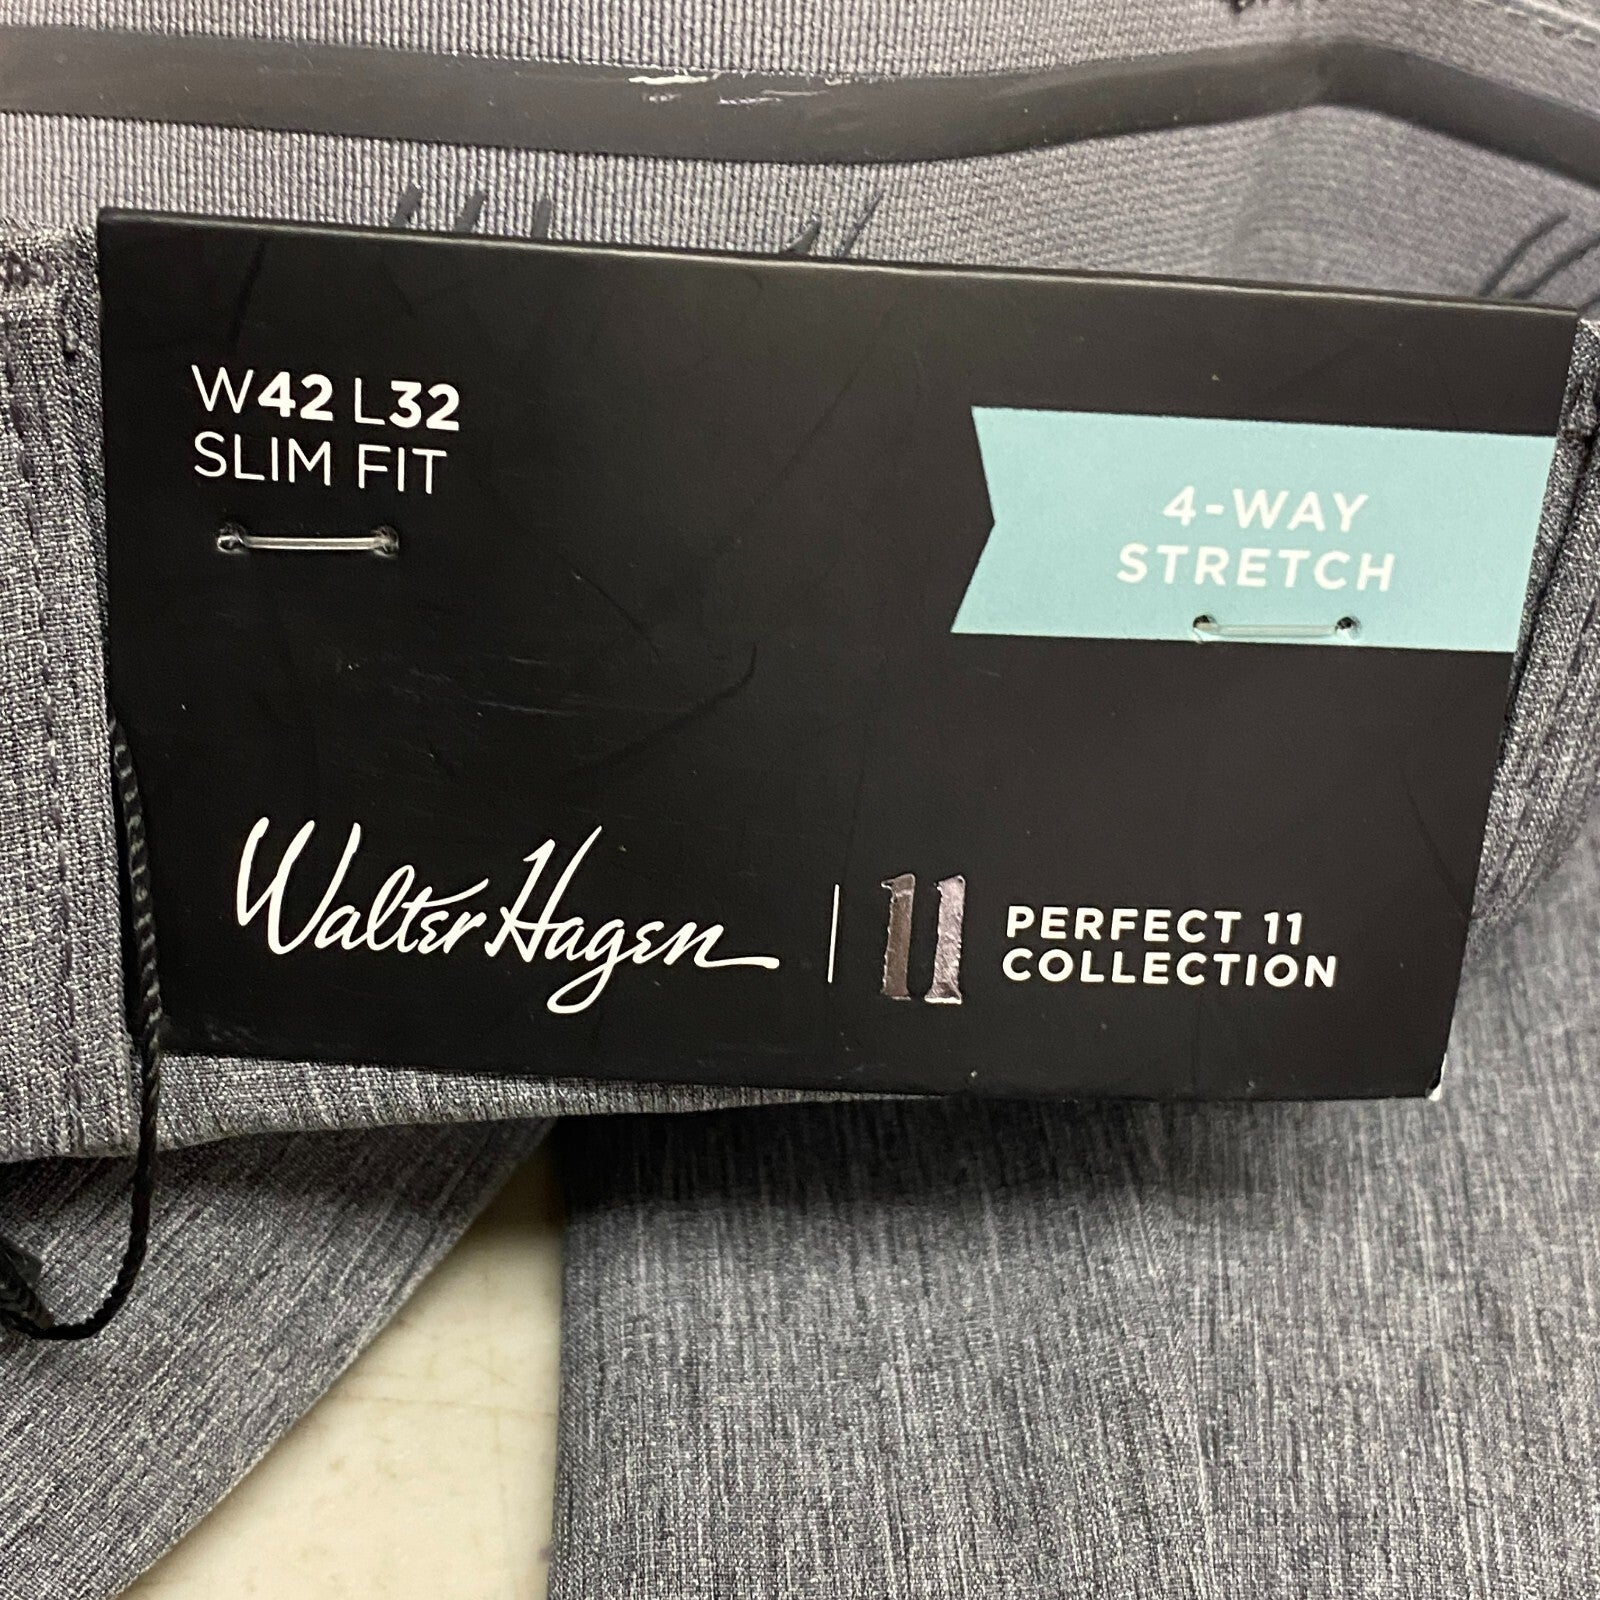 W42 L32
SLIM FIT
4-WAY
STRETCH
Walter Hagen
11
PERFECT 11
COLLECTION